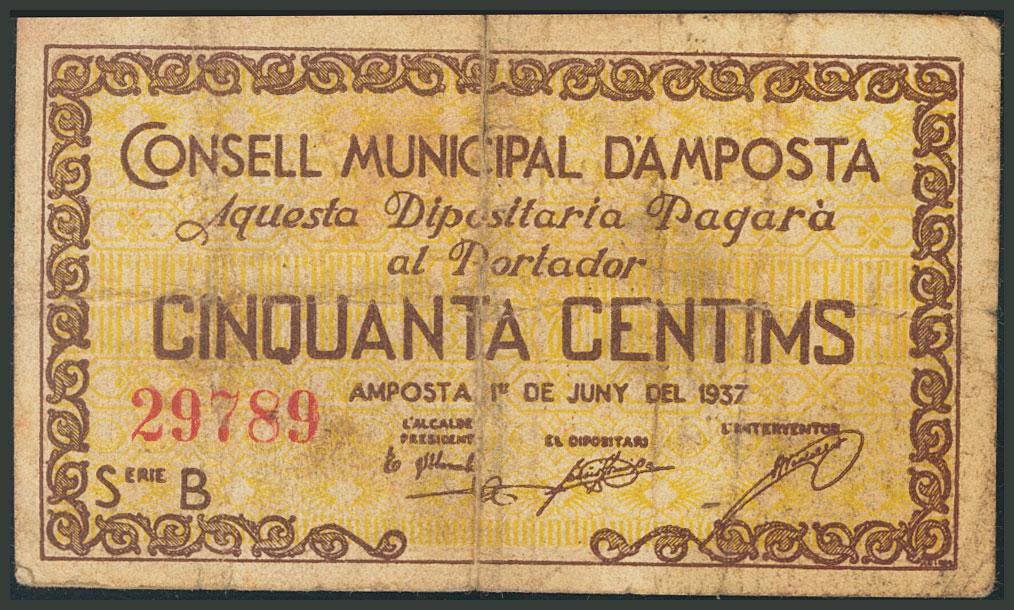 CONSELL MUNICIPAL D'AMPOSTA
Aquesta Dipositaria Pagarà
al Portador
CINQUANTA CENTIMS
AMPOSTA 1er DE JUNY DEL 1937
29789
L'ALCALDE
PRESIDENT
EL DIPOSITARI
L'INTERVENTOR
SERIE B